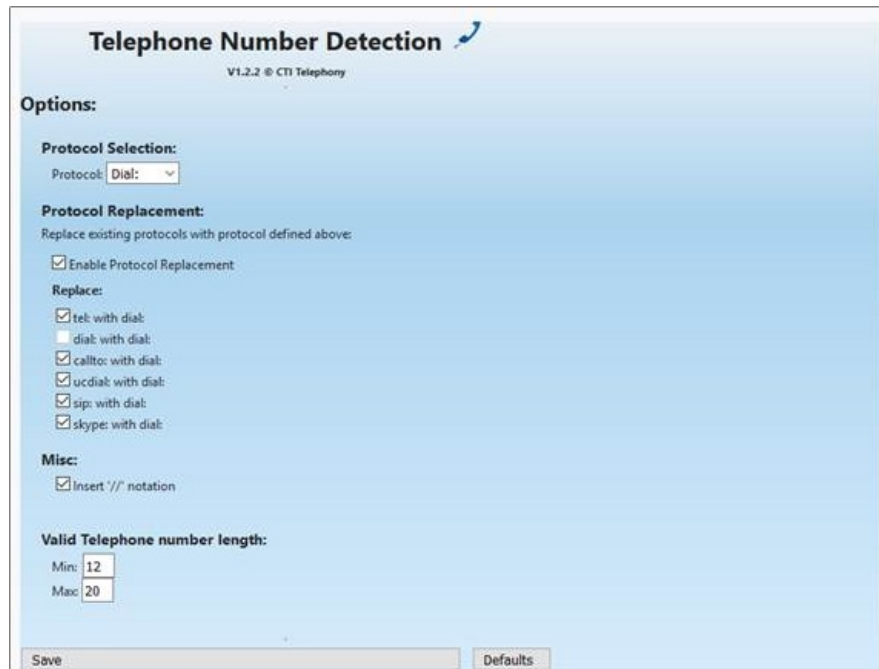 Telephone Number Detection
V1.2.2 © CTI Telephony
Options:
Protocol Selection:
Protocol: Dial:
Protocol Replacement:
Replace existing protocols with protocol defined above:
Enable Protocol Replacement
Replace:
tel: with dial:
dial: with dial:
callto: with dial:
ucdial: with dial:
sip: with dial:
skype: with dial:
Misc:
Insert '//' notation
Valid Telephone number length:
Min: 12
Max: 20
Save Defaults